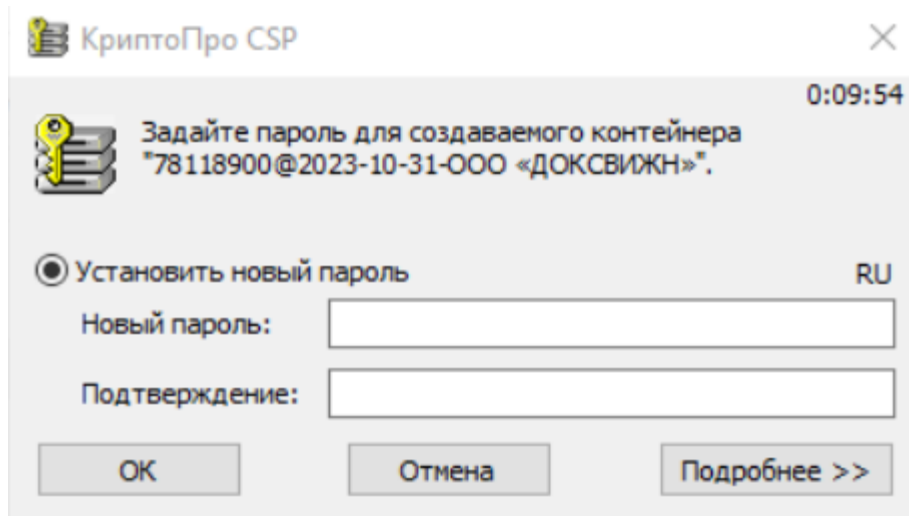 КриптоПро CSP
0:09:54
Задайте пароль для создаваемого контейнера
"78118900@2023-10-31-ООО «ДОКСВИЖН»".
Установить новый пароль
RU
Новый пароль:
Подтверждение:
ОК
Отмена
Подробнее >>